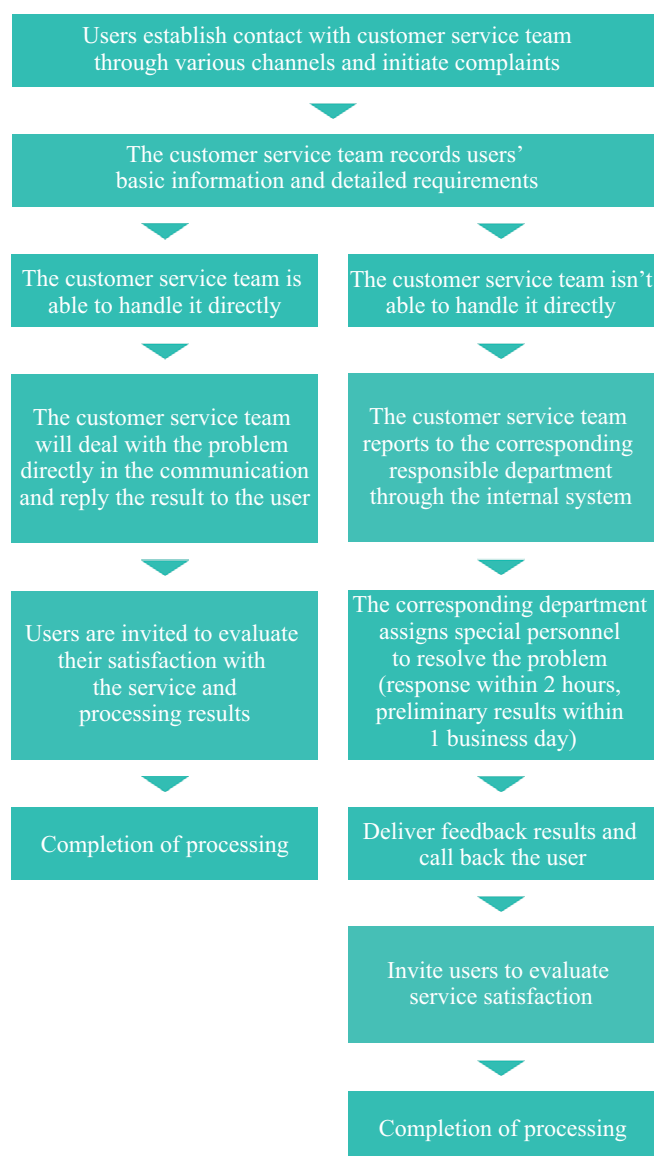 Users establish contact with customer service team
through various channels and initiate complaints
The customer service team records users’
basic information and detailed requirements
The customer service team is
able to handle it directly
The customer service team isn’t
able to handle it directly
The customer service team
will deal with the problem
directly in the communication
and reply the result to the user
The customer service team
reports to the corresponding
responsible department
through the internal system
Users are invited to evaluate
their satisfaction with
the service and
processing results
The corresponding department
assigns special personnel
to resolve the problem
(response within 2 hours,
preliminary results within
1 business day)
Completion of processing
Deliver feedback results and
call back the user
Invite users to evaluate
service satisfaction
Completion of processing